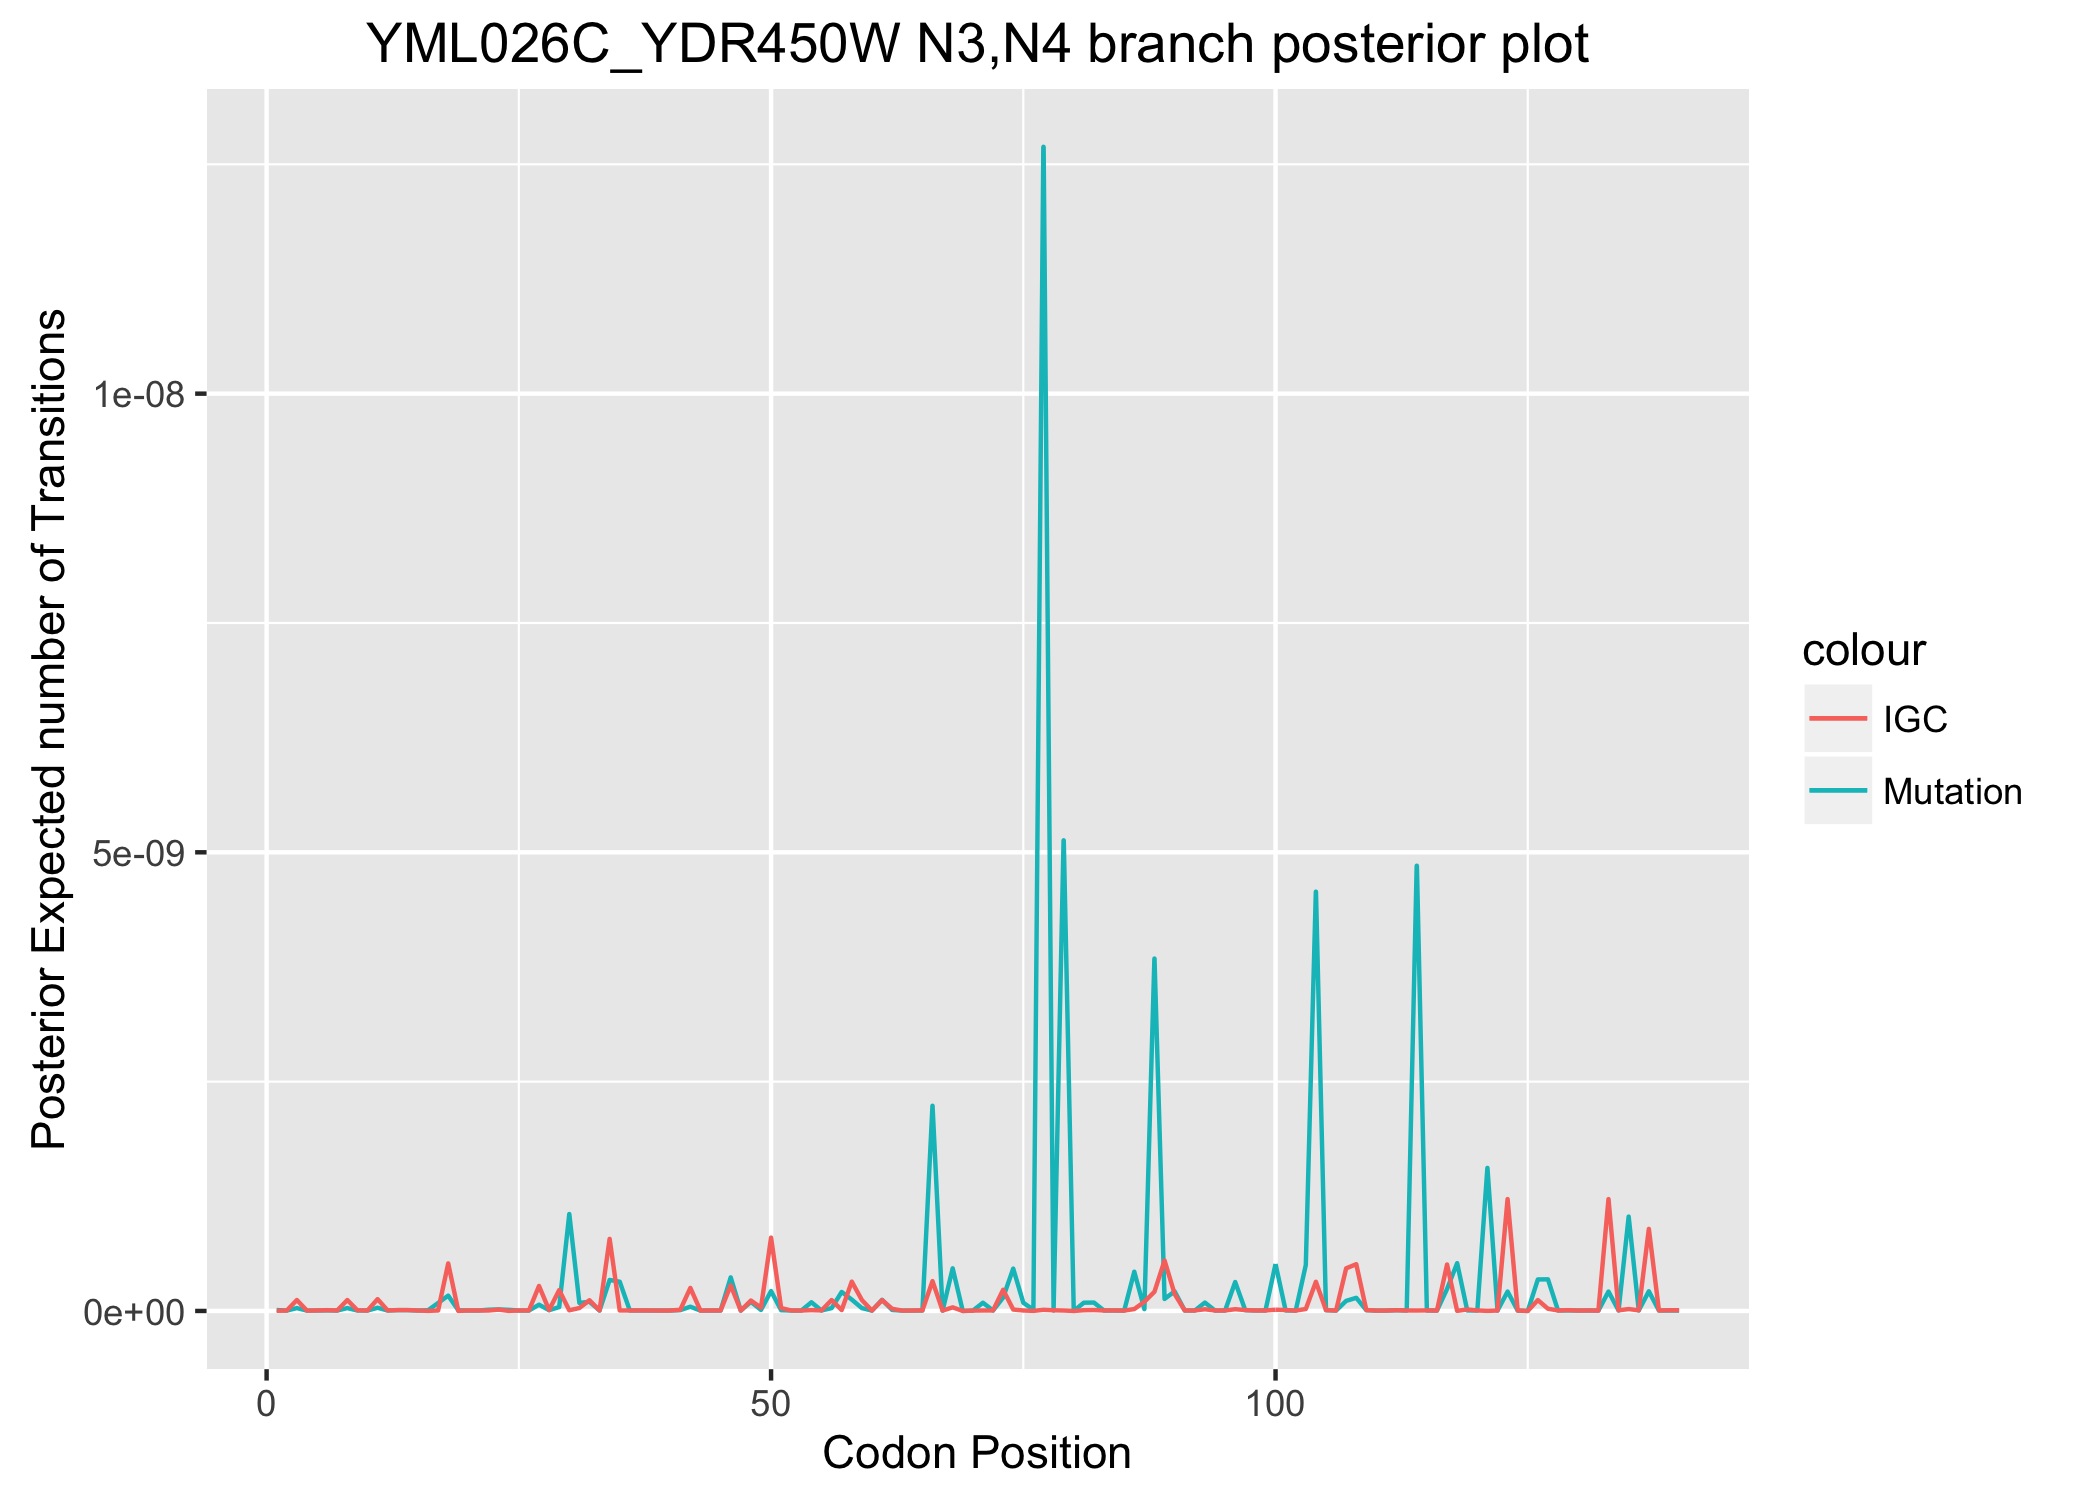 YML026C_YDR450W N3,N4 branch posterior plot
Posterior Expected number of Transitions
1e-08
5e-09
0e+00
0
50
100
Codon Position
colour
IGC
Mutation